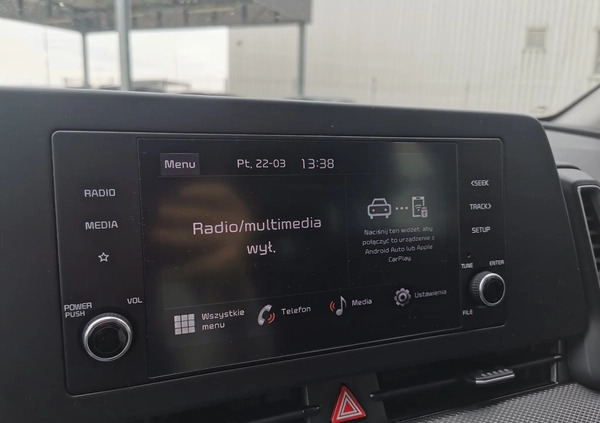 Menu Pt, 22-03 13:38
RADIO
MEDIA
POWER PUSH VOL
Radio/multimedia
wył.
Naciśnij ten widżet, aby
połączyć to urządzenie z
Android Auto lub Apple
CarPlay.
Wszystkie
menu
Telefon
Media
Ustawienia
<SEEK
TRACK>
SETUP
TUNE ENTER
FILE